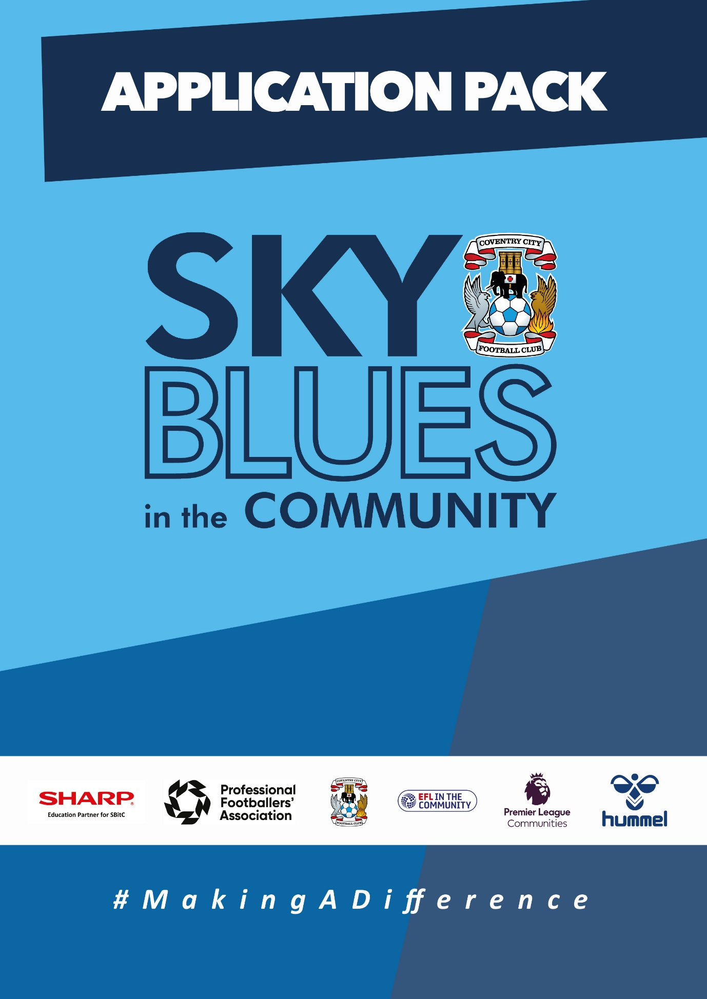 APPLICATION PACK
SKY
COVENTRY CITY
FOOTBALL CLUB
BLUES
in the COMMUNITY
SHARP
Education Partner for SBitC
Professional
Footballers'
Association
COVENTRY CITY
FOOTBALL CLUB
EFL IN THE
COMMUNITY
Premier League
Communities
hummel
#MakingADifference